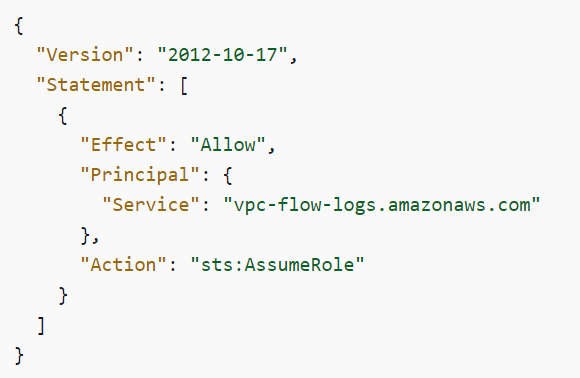 {
  "Version": "2012-10-17",
  "Statement": [
    {
      "Effect": "Allow",
      "Principal": {
        "Service": "vpc-flow-logs.amazonaws.com"
      },
      "Action": "sts:AssumeRole"
    }
  ]
}